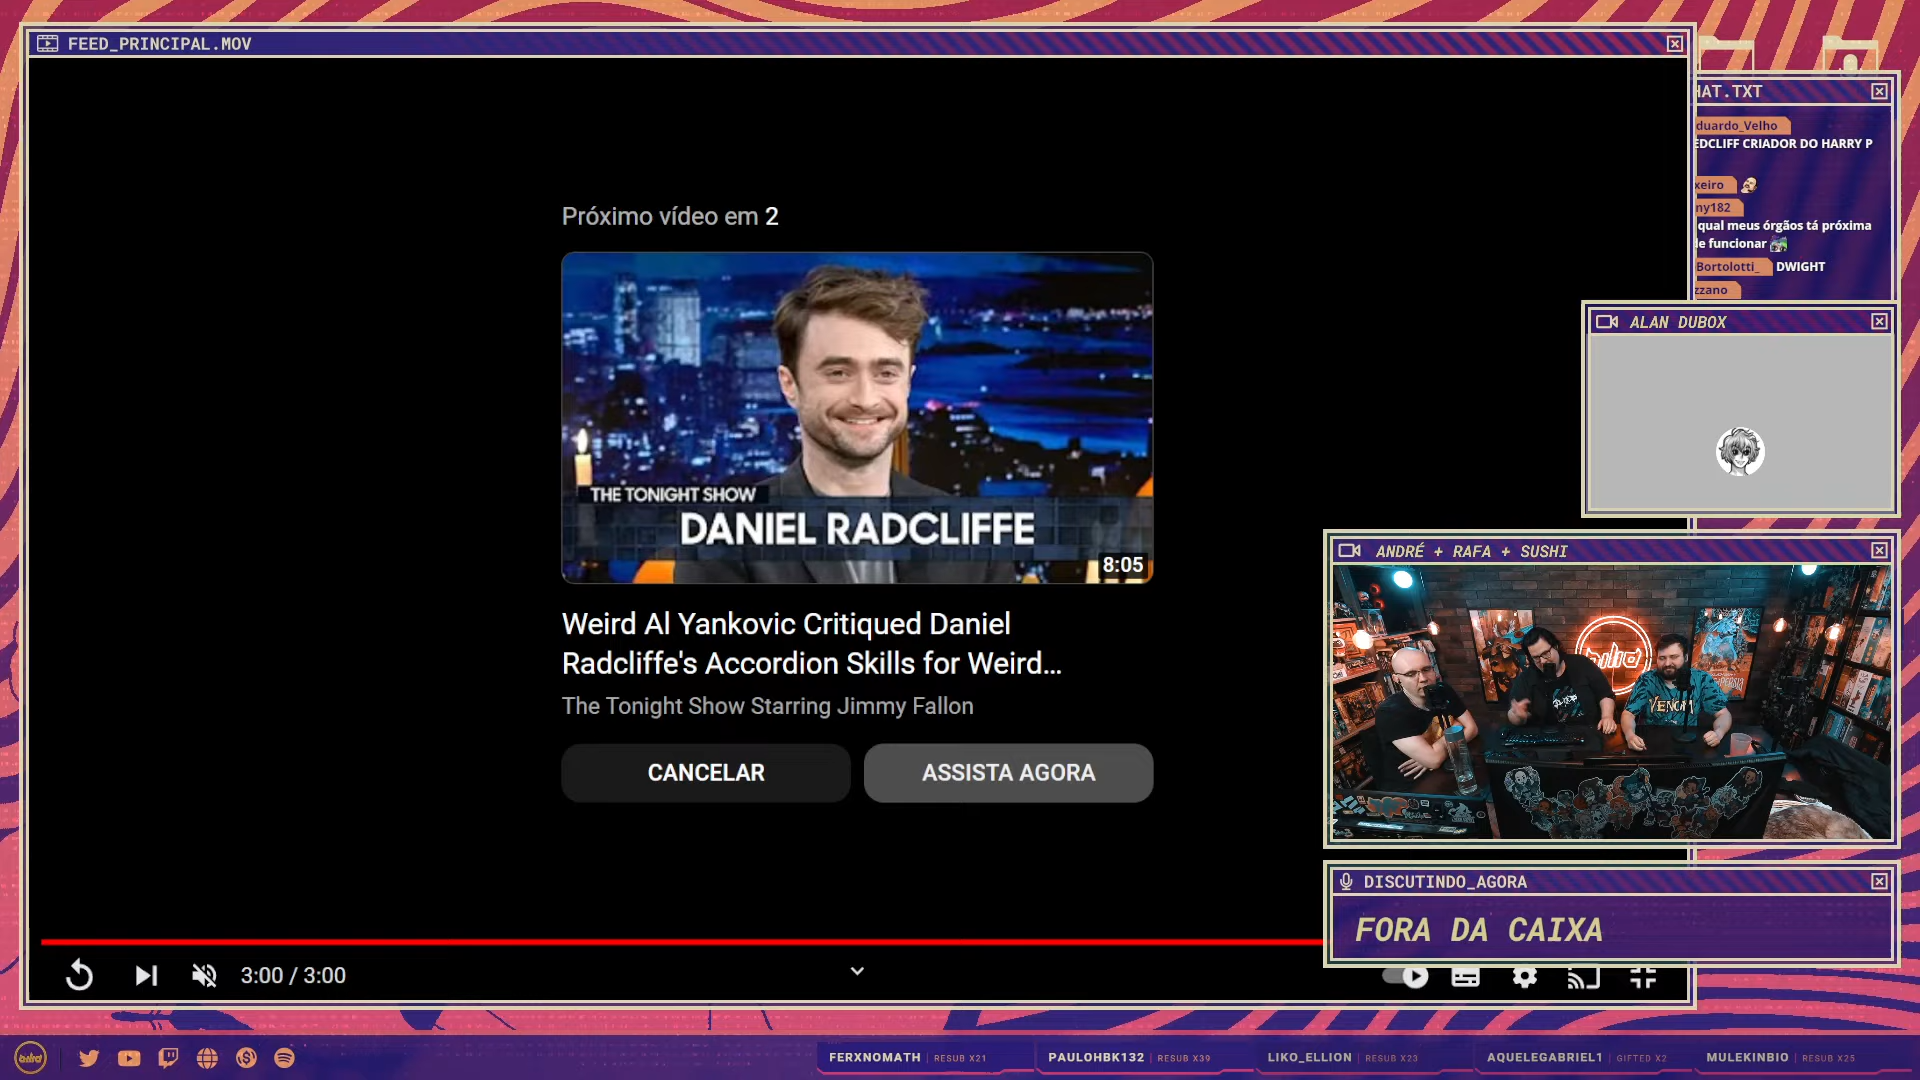 FEED_PRINCIPAL.MOV
Próximo vídeo em 2
THE TONIGHT SHOW
DANIEL RADCLIFFE
8:05
Weird Al Yankovic Critiqued Daniel
Radcliffe's Accordion Skills for Weird...
The Tonight Show Starring Jimmy Fallon
CANCELAR
ASSISTA AGORA
3:00 / 3:00
HAT.TXT
duardo_Velho
EDCLIFF CRIADOR DO HARRY P
xeiro
ny182
qual meus órgãos tá próxima
de funcionar
Bortolotti_ DWIGHT
zzano
ALAN DUBOX
ANDRÉ + RAFA + SUSHI
VENOM
DISCUTINDO_AGORA
FORA DA CAIXA
FERXNOMATH | RESUB X21
PAULOHBK132 | RESUB X39
LIKO_ELLION | RESUB X23
AQUELEGABRIEL1 | GIFTED X2
MULEKINBIO | RESUB X25